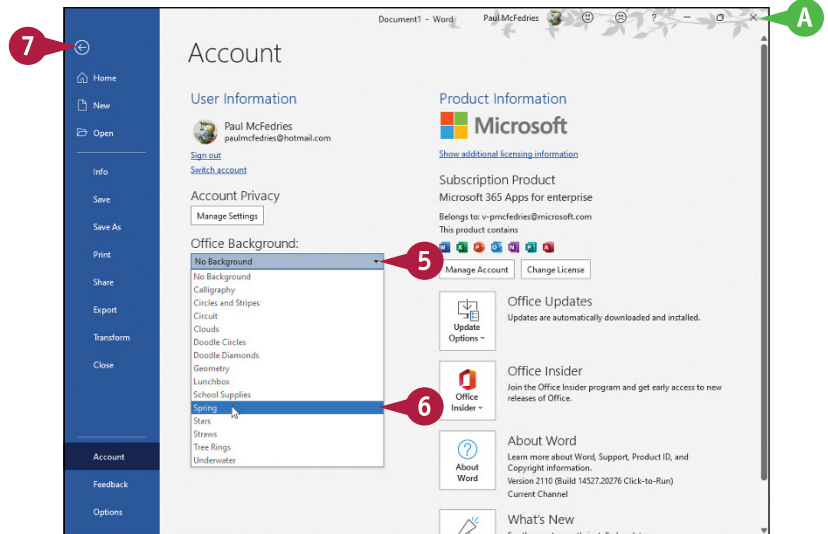 Document1 - Word
Paul McFedries
?
A
7
Home
New
Open
Info
Save
Save As
Print
Share
Export
Transform
Close
Account
Feedback
Options
Account
User Information
Paul McFedries
paulmcfedries@hotmail.com
Sign out
Switch account
Account Privacy
Manage Settings
Office Background:
No Background
5
No Background
Calligraphy
Circles and Stripes
Circuit
Clouds
Doodle Circles
Doodle Diamonds
Geometry
Lunchbox
School Supplies
Spring
6
Stars
Straws
Tree Rings
Underwater
Product Information
Microsoft
Show additional licensing information
Subscription Product
Microsoft 365 Apps for enterprise
Belongs to: v-pmcfedries@microsoft.com
This product contains
Manage Account
Change License
Update
Options
Office Updates
Updates are automatically downloaded and installed.
Office
Insider
Office Insider
Join the Office Insider program and get early access to new
releases of Office.
?
About
Word
About Word
Learn more about Word, Support, Product ID, and
Copyright information.
Version 2110 (Build 14527.20276 Click-to-Run)
Current Channel
What's New